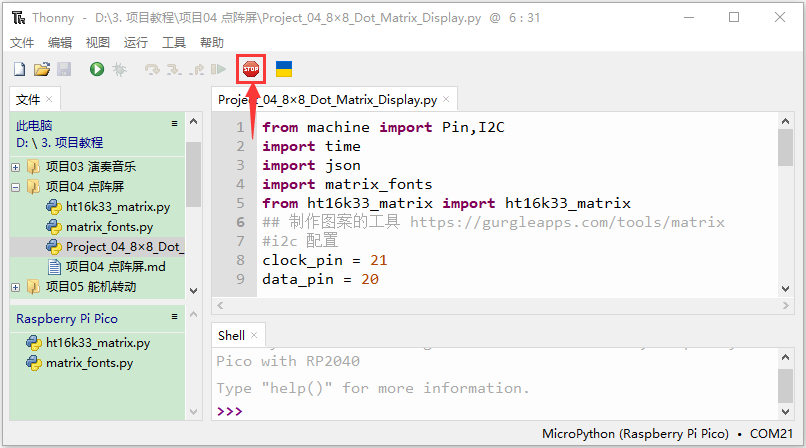 Thonny - D:\3. 项目教程\项目04 点阵屏\Project_04_8×8_Dot_Matrix_Display.py @ 6 : 31
文件 编辑 视图 运行 工具 帮助
STOP
文件 ×
此电脑
D: \ 3. 项目教程
项目03 演奏音乐
项目04 点阵屏
ht16k33_matrix.py
matrix_fonts.py
Project_04_8×8_Dot_
项目04 点阵屏.md
项目05 舵机转动
Raspberry Pi Pico
ht16k33_matrix.py
matrix_fonts.py
Project_04_8×8_Dot_Matrix_Display.py ×
1 from machine import Pin,I2C
2 import time
3 import json
4 import matrix_fonts
5 from ht16k33_matrix import ht16k33_matrix
6 ## 制作图案的工具 https://gurgleapps.com/tools/matrix
7 #i2c 配置
8 clock_pin = 21
9 data_pin = 20
Shell ×
Pico with RP2040
Type "help()" for more information.
>>>
MicroPython (Raspberry Pi Pico) • COM21